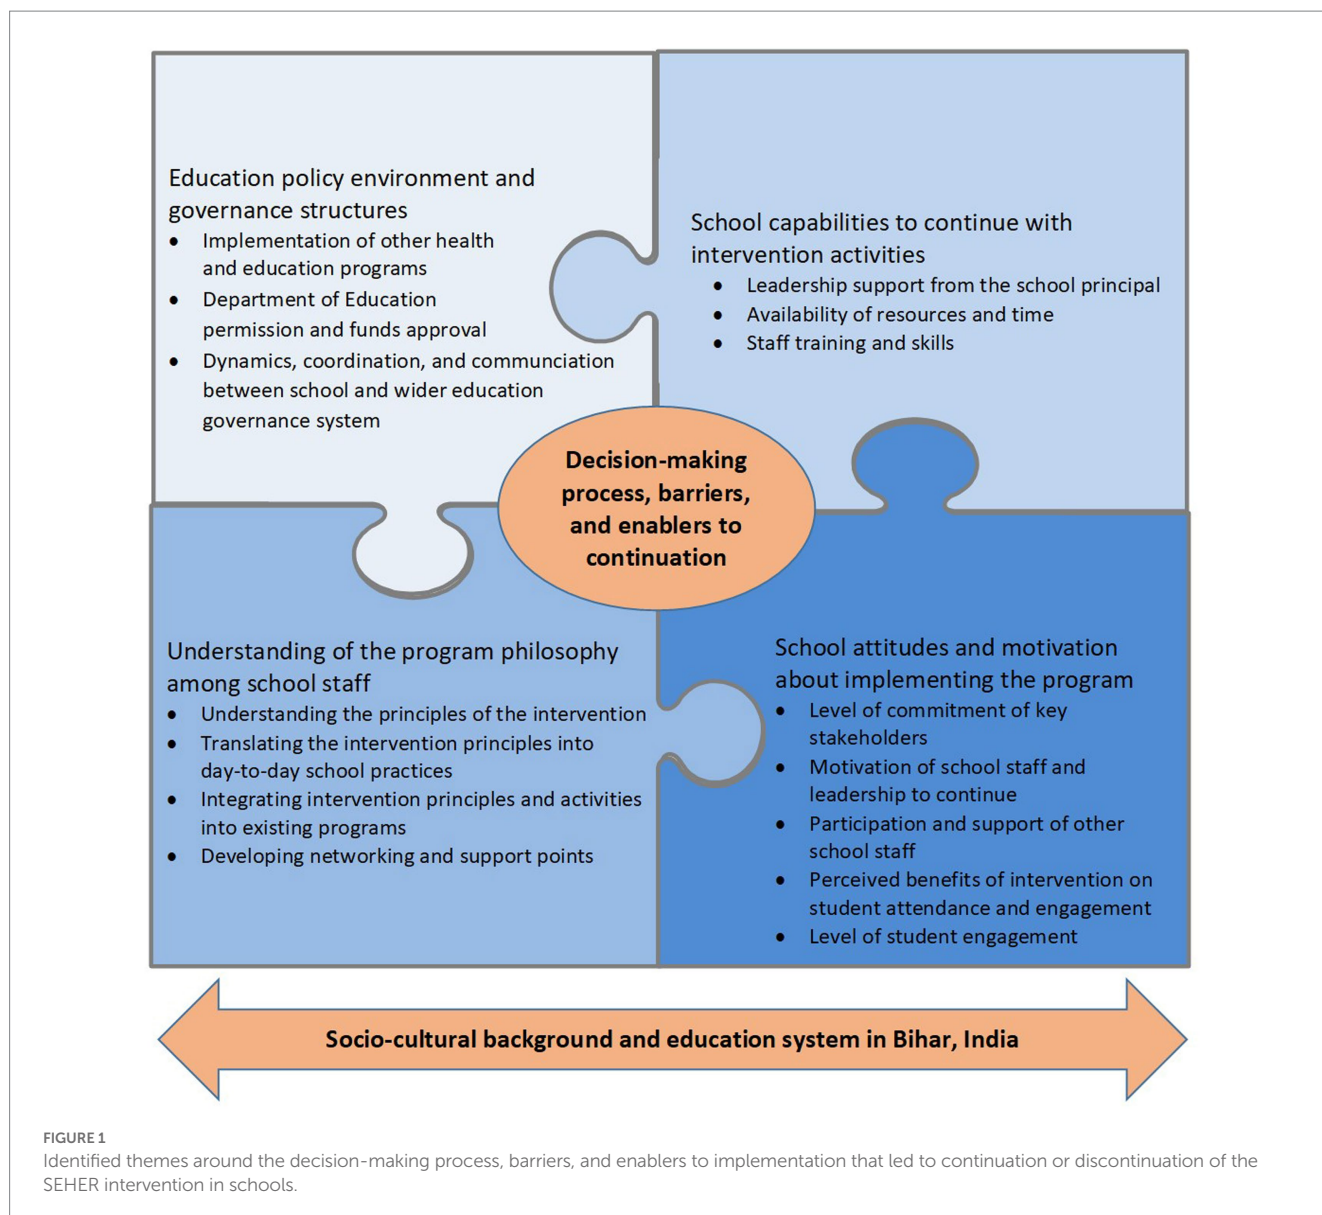 Education policy environment and
governance structures
• Implementation of other health
and education programs
• Department of Education
permission and funds approval
• Dynamics, coordination, and communciation
between school and wider education
governance system
School capabilities to continue with
intervention activities
• Leadership support from the school principal
• Availability of resources and time
• Staff training and skills
Decision-making
process, barriers,
and enablers to
continuation
Understanding of the program philosophy
among school staff
• Understanding the principles of the intervention
• Translating the intervention principles into
day-to-day school practices
• Integrating intervention principles and activities
into existing programs
• Developing networking and support points
School attitudes and motivation
about implementing the program
• Level of commitment of key
stakeholders
• Motivation of school staff and
leadership to continue
• Participation and support of other
school staff
• Perceived benefits of intervention on
student attendance and engagement
• Level of student engagement
Socio-cultural background and education system in Bihar, India
FIGURE 1
Identified themes around the decision-making process, barriers, and enablers to implementation that led to continuation or discontinuation of the
SEHER intervention in schools.